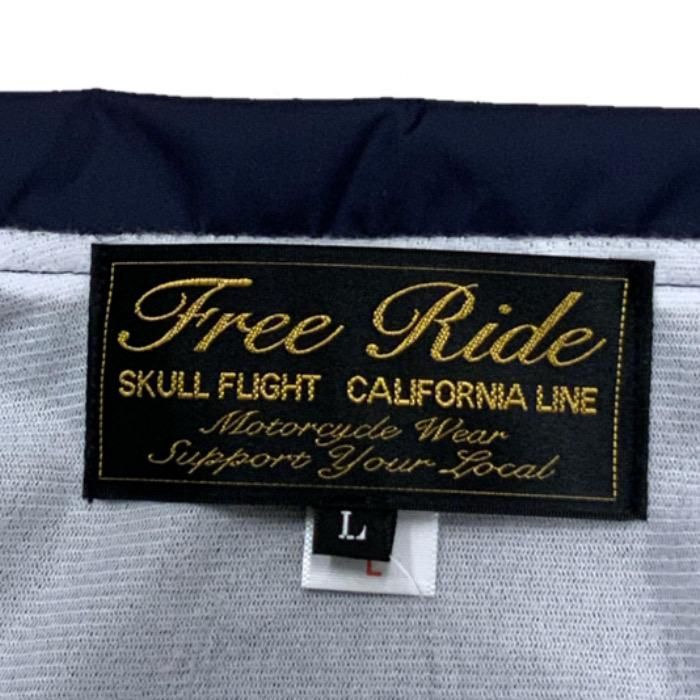 Free Ride
SKULL FLIGHT CALIFORNIA LINE
Motorcycle Wear
Support Your Local
L
L